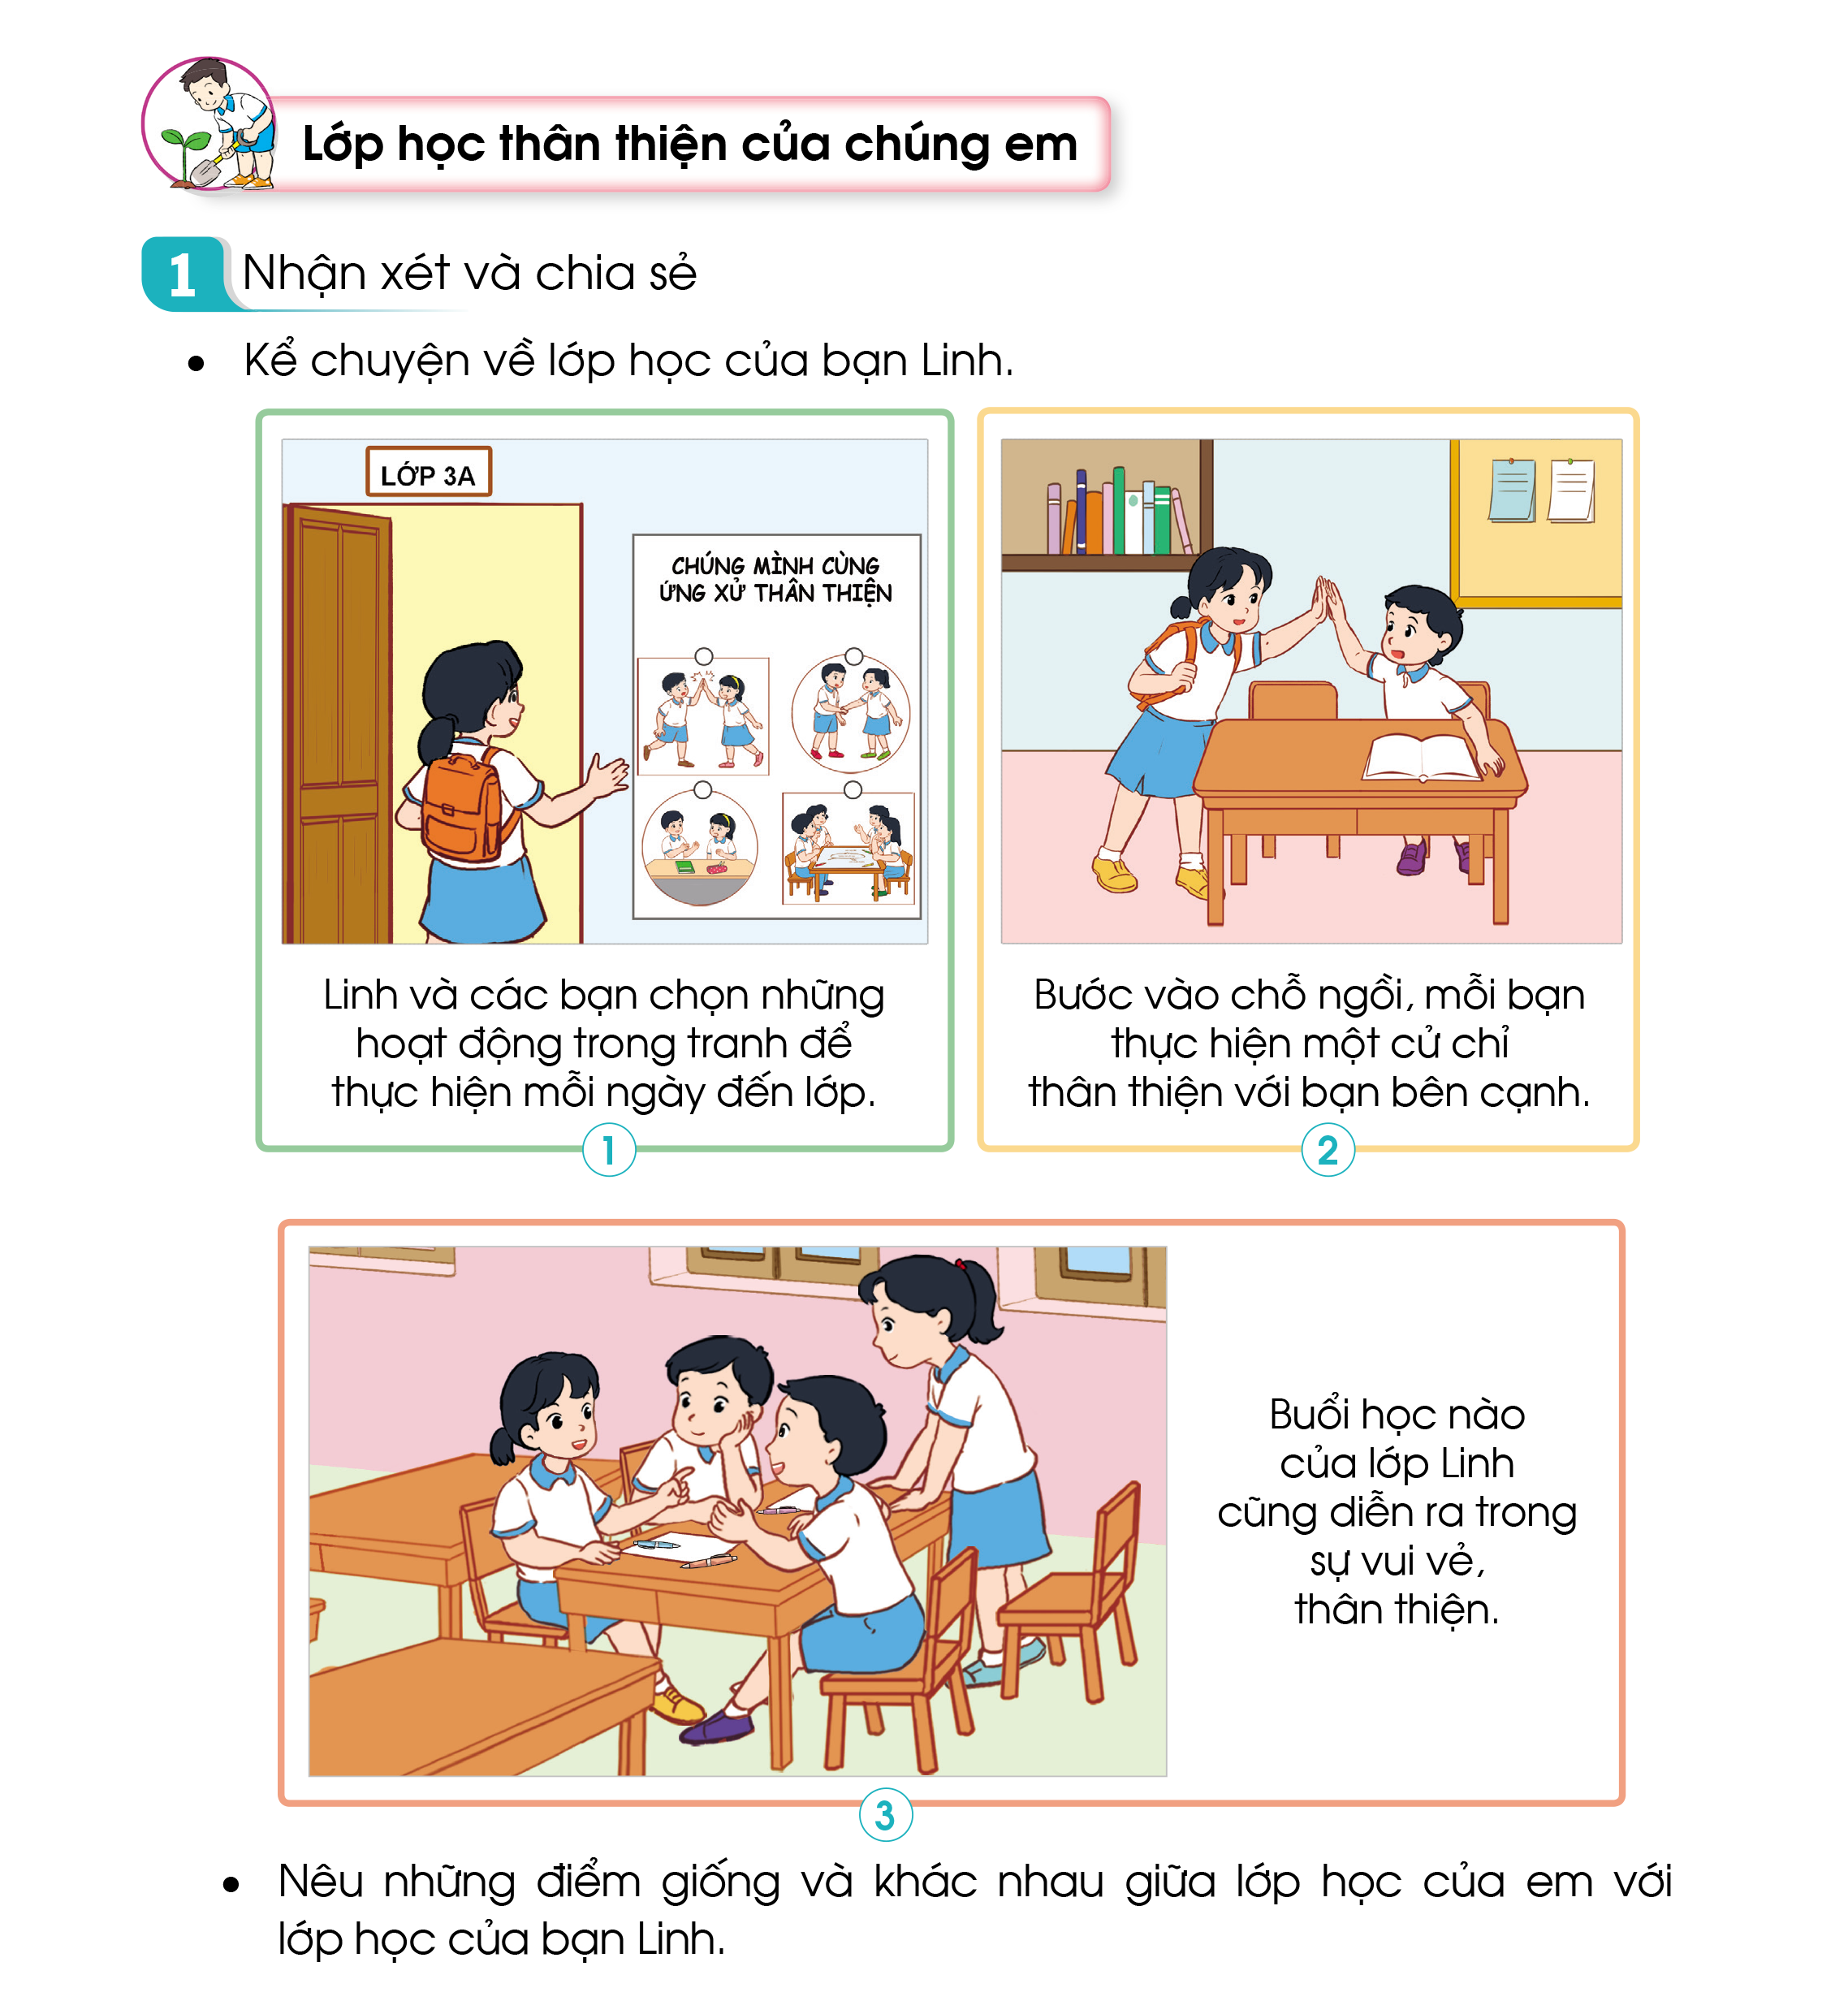 Lớp học thân thiện của chúng em
1 Nhận xét và chia sẻ
• Kể chuyện về lớp học của bạn Linh.
LỚP 3A
CHÚNG MÌNH CÙNG
ỨNG XỬ THÂN THIỆN
Linh và các bạn chọn những
hoạt động trong tranh để
thực hiện mỗi ngày đến lớp.
1
Bước vào chỗ ngồi, mỗi bạn
thực hiện một cử chỉ
thân thiện với bạn bên cạnh.
2
Buổi học nào
của lớp Linh
cũng diễn ra trong
sự vui vẻ,
thân thiện.
3
• Nêu những điểm giống và khác nhau giữa lớp học của em với
lớp học của bạn Linh.